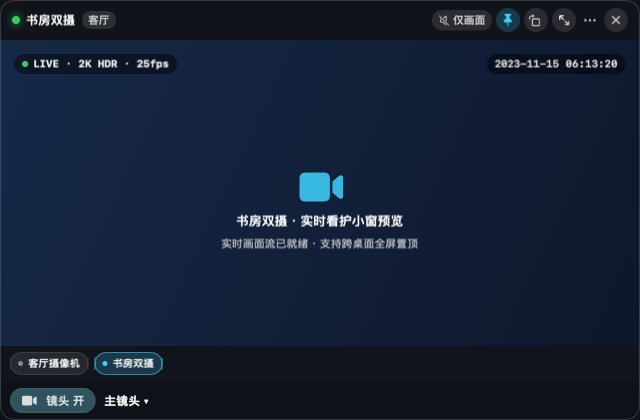 书房双摄 客厅 仅画面
LIVE · 2K HDR · 25fps 2023-11-15 06:13:20
书房双摄 · 实时看护小窗预览
实时画面流已就绪 · 支持跨桌面全屏置顶
客厅摄像机 书房双摄
镜头 开 主镜头